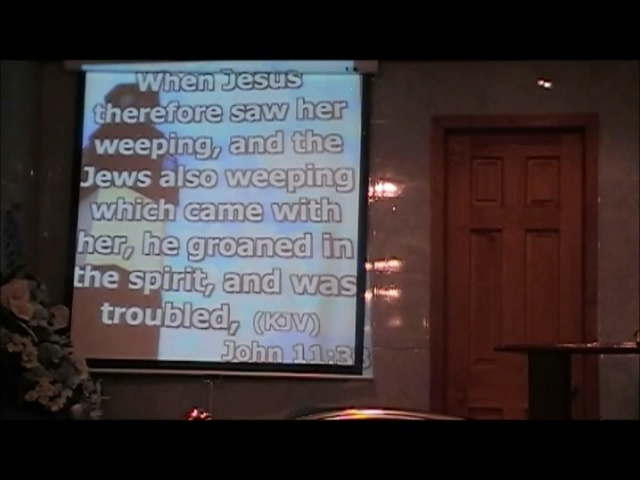 When Jesus
therefore saw her
weeping, and the
Jews also weeping
which came with
her, he groaned in
the spirit, and was
troubled, (KJV)
John 11:33